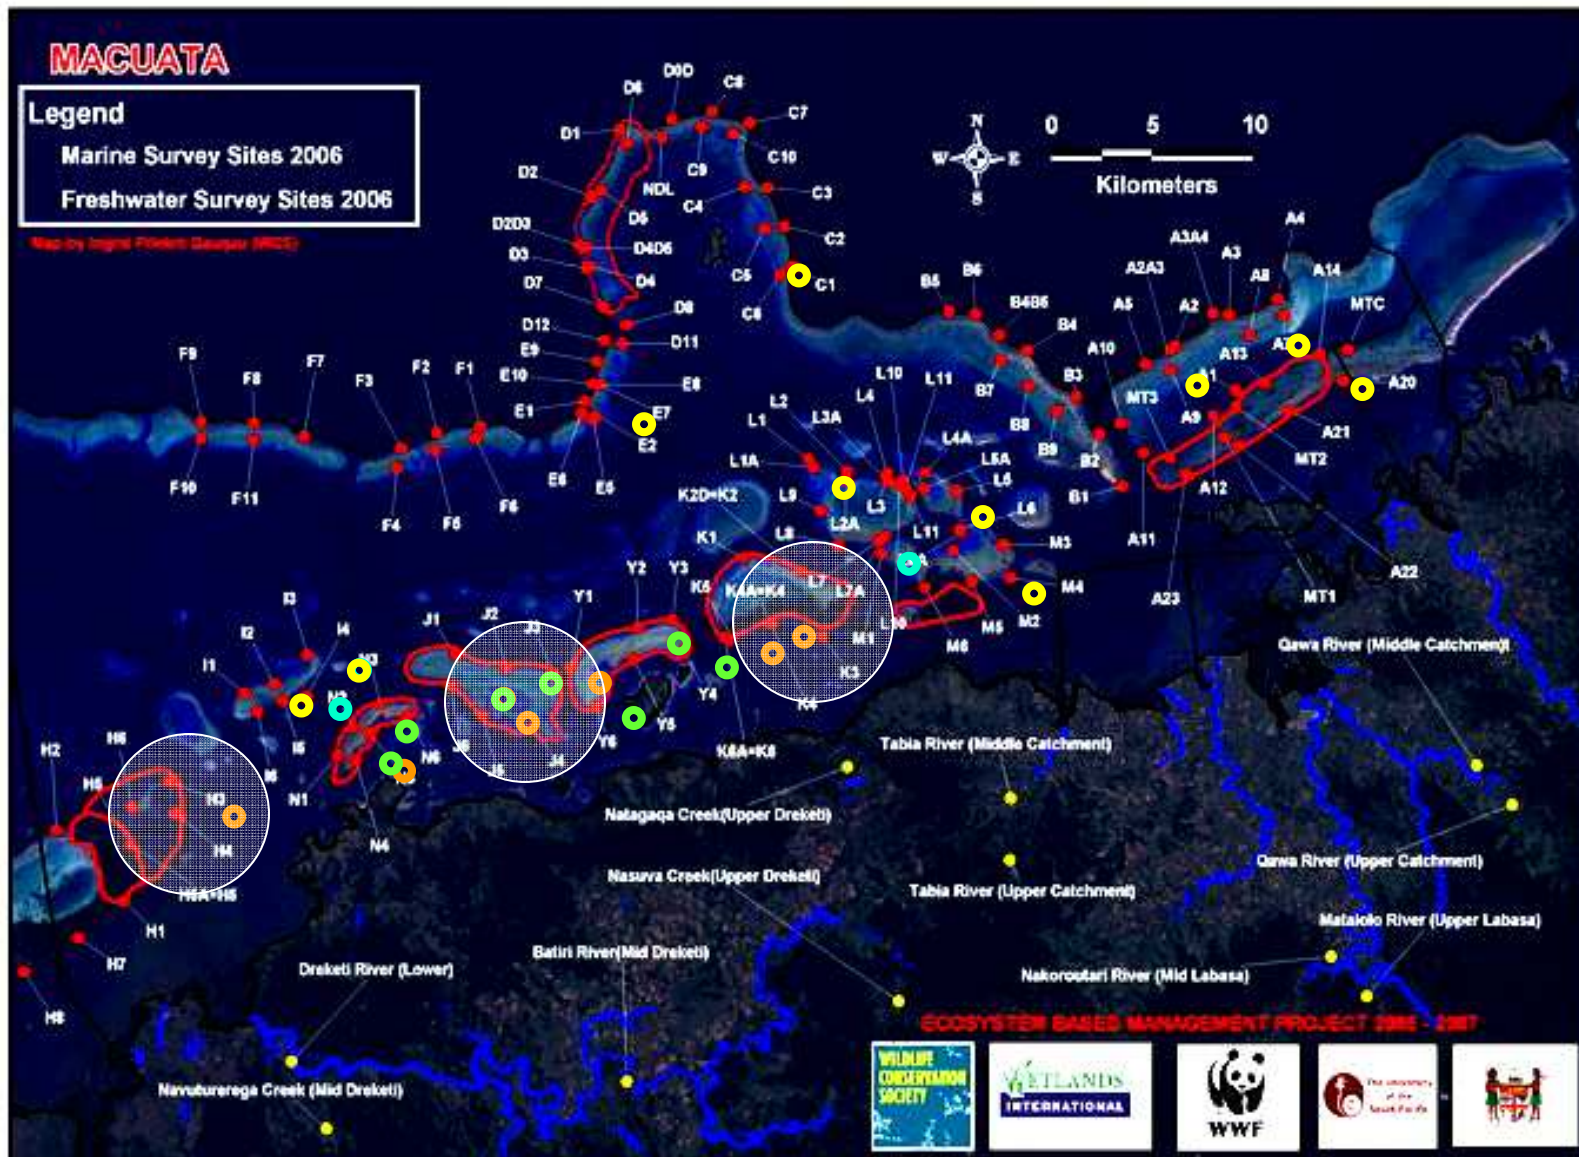 MACUATA
Legend
Marine Survey Sites 2006
Freshwater Survey Sites 2006
N
W
E
S
0
5
10
Kilometers
D0D
C8
D6
D1
C7
C9
C10
D2
NDL
C4
C3
D5
D2D3
C2
D4D5
D3
C5
C1
D7
D4
C6
D8
D12
D11
E9
E10
E8
E1
E7
E2
E6
E5
F9
F8
F7
F3
F2
F1
F10
F11
F4
F5
F6
B5
B6
B4B5
B4
B7
B3
B8
B9
B2
B1
A4
A3A4
A3
A2A3
A8
A14
A5
A2
MTC
A10
A13
A7
A1
A20
MT3
A9
A21
MT2
A12
A11
A22
A23
MT1
L10
L11
L4
L2
L3A
L1
L4A
L1A
L5A
L5
L9
L3
L6
L2A
L8
L11
M3
K2D=K2
K1
K5
K4A=K4
L7
L7A
M4
M2
M1
M5
M6
K3
K6A=K6
Y2
Y3
Y1
Y4
Y5
Y6
J1
J2
J3
J4
I3
I2
I4
I1
I5
N3
N2
N6
N1
N4
H2
H6
H5
H3
H4
H1
H7
H8
Qawa River (Middle Catchment)
Tabia River (Middle Catchment)
Natagaqa Creek(Upper Dreketi)
Qawa River (Upper Catchment)
Nasuva Creek(Upper Dreketi)
Tabia River (Upper Catchment)
Matalolo River (Upper Labasa)
Batiri River(Mid Dreketi)
Dreketi River (Lower)
Nakoroutari River (Mid Labasa)
Navuturerega Creek (Mid Dreketi)
ECOSYSTEM BASED MANAGEMENT PROJECT
WILDLIFE
CONSERVATION
SOCIETY
WETLANDS
INTERNATIONAL
WWF